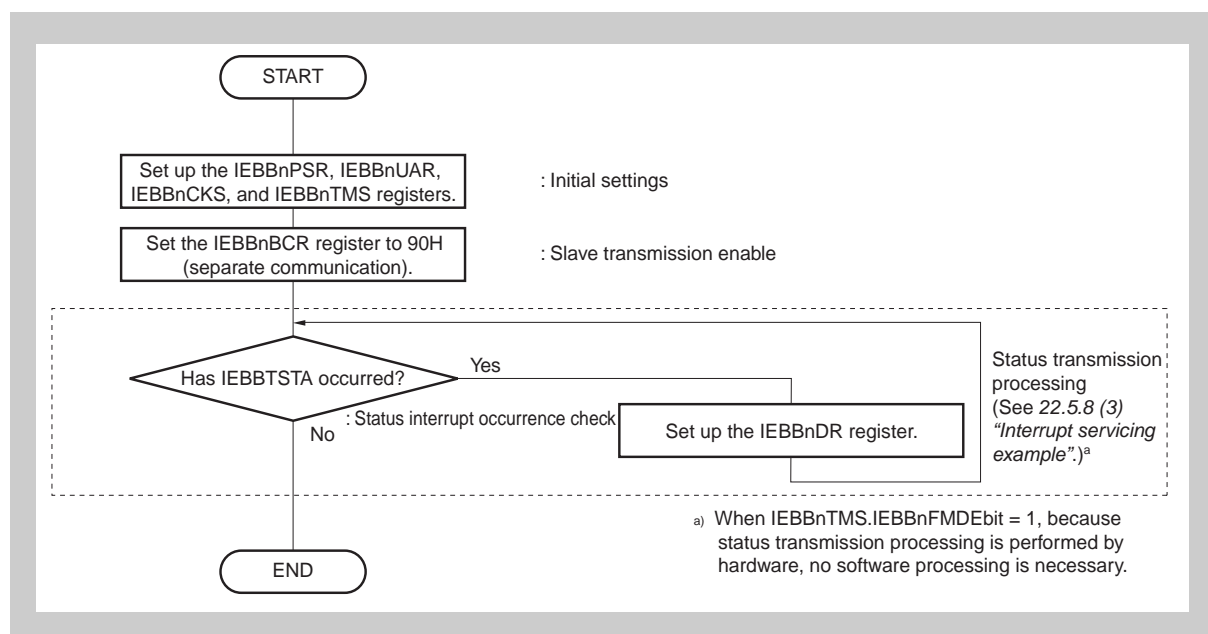 START
Set up the IEBBnPSR, IEBBnUAR,
IEBBnCKS, and IEBBnTMS registers.
: Initial settings
Set the IEBBnBCR register to 90H
(separate communication).
: Slave transmission enable
Has IEBBTSTA occurred?
Yes
: Status interrupt occurrence check
No
Set up the IEBBnDR register.
Status transmission
processing
(See 22.5.8 (3)
“Interrupt servicing
example”.)a
a) When IEBBnTMS.IEBBnFMDEbit = 1, because
status transmission processing is performed by
hardware, no software processing is necessary.
END